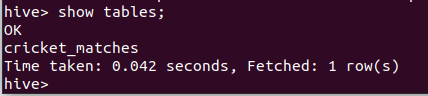 hive> show tables;
OK
cricket_matches
Time taken: 0.042 seconds, Fetched: 1 row(s)
hive>